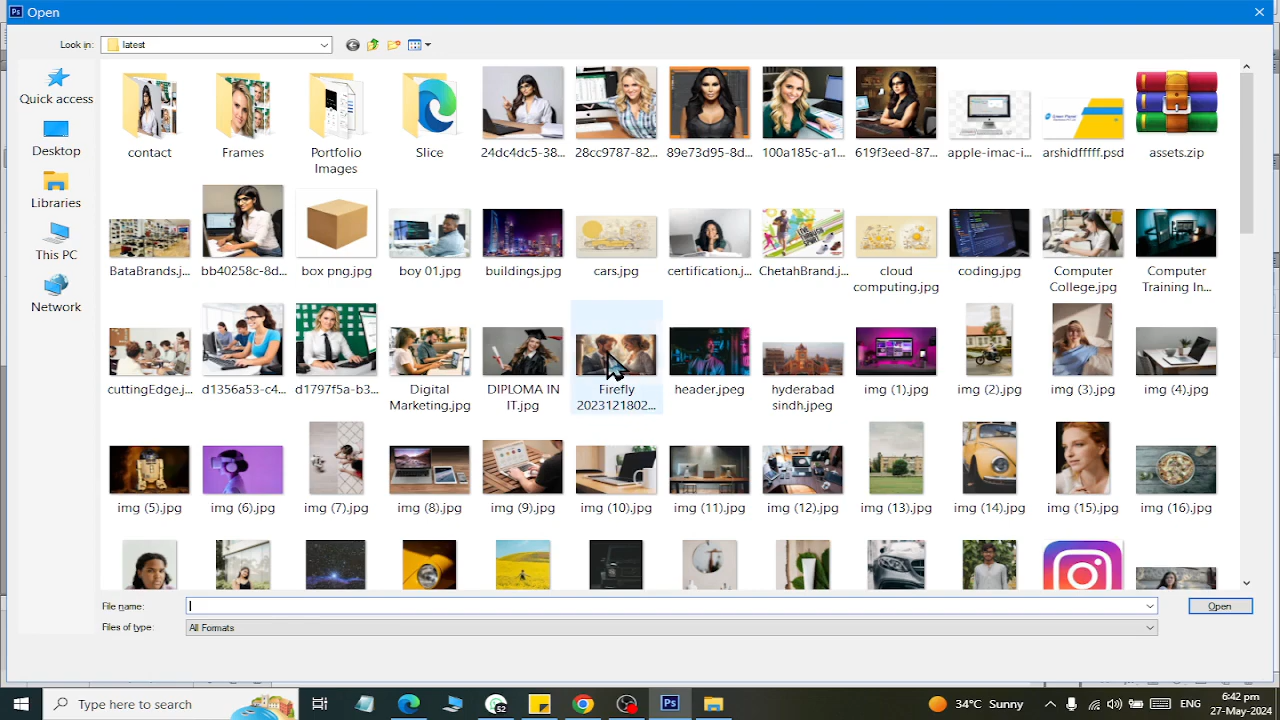 Ps Open
Look in: latest
Quick access
Desktop
Libraries
This PC
Network
contact
Frames
Portfolio
Images
Slice
24dc4dc5-38...
28cc9787-82...
89e73d95-8d...
100a185c-a1...
619f3eed-87...
apple-imac-i...
arshidfffff.psd
assets.zip
BataBrands.j...
bb40258c-8d...
box png.jpg
boy 01.jpg
buildings.jpg
cars.jpg
certification.j...
ChetahBrand.j...
cloud
computing.jpg
coding.jpg
Computer
College.jpg
Computer
Training In...
cuttingEdge.j...
d1356a53-c4...
d1797f5a-b3...
Digital
Marketing.jpg
DIPLOMA IN
IT.jpg
Firefly
2023121802...
header.jpeg
hyderabad
sindh.jpeg
img (1).jpg
img (2).jpg
img (3).jpg
img (4).jpg
img (5).jpg
img (6).jpg
img (7).jpg
img (8).jpg
img (9).jpg
img (10).jpg
img (11).jpg
img (12).jpg
img (13).jpg
img (14).jpg
img (15).jpg
img (16).jpg
File name:
Open
Files of type: All Formats
Type here to search
Ps
34°C Sunny
ENG
6:42 pm
27-May-2024